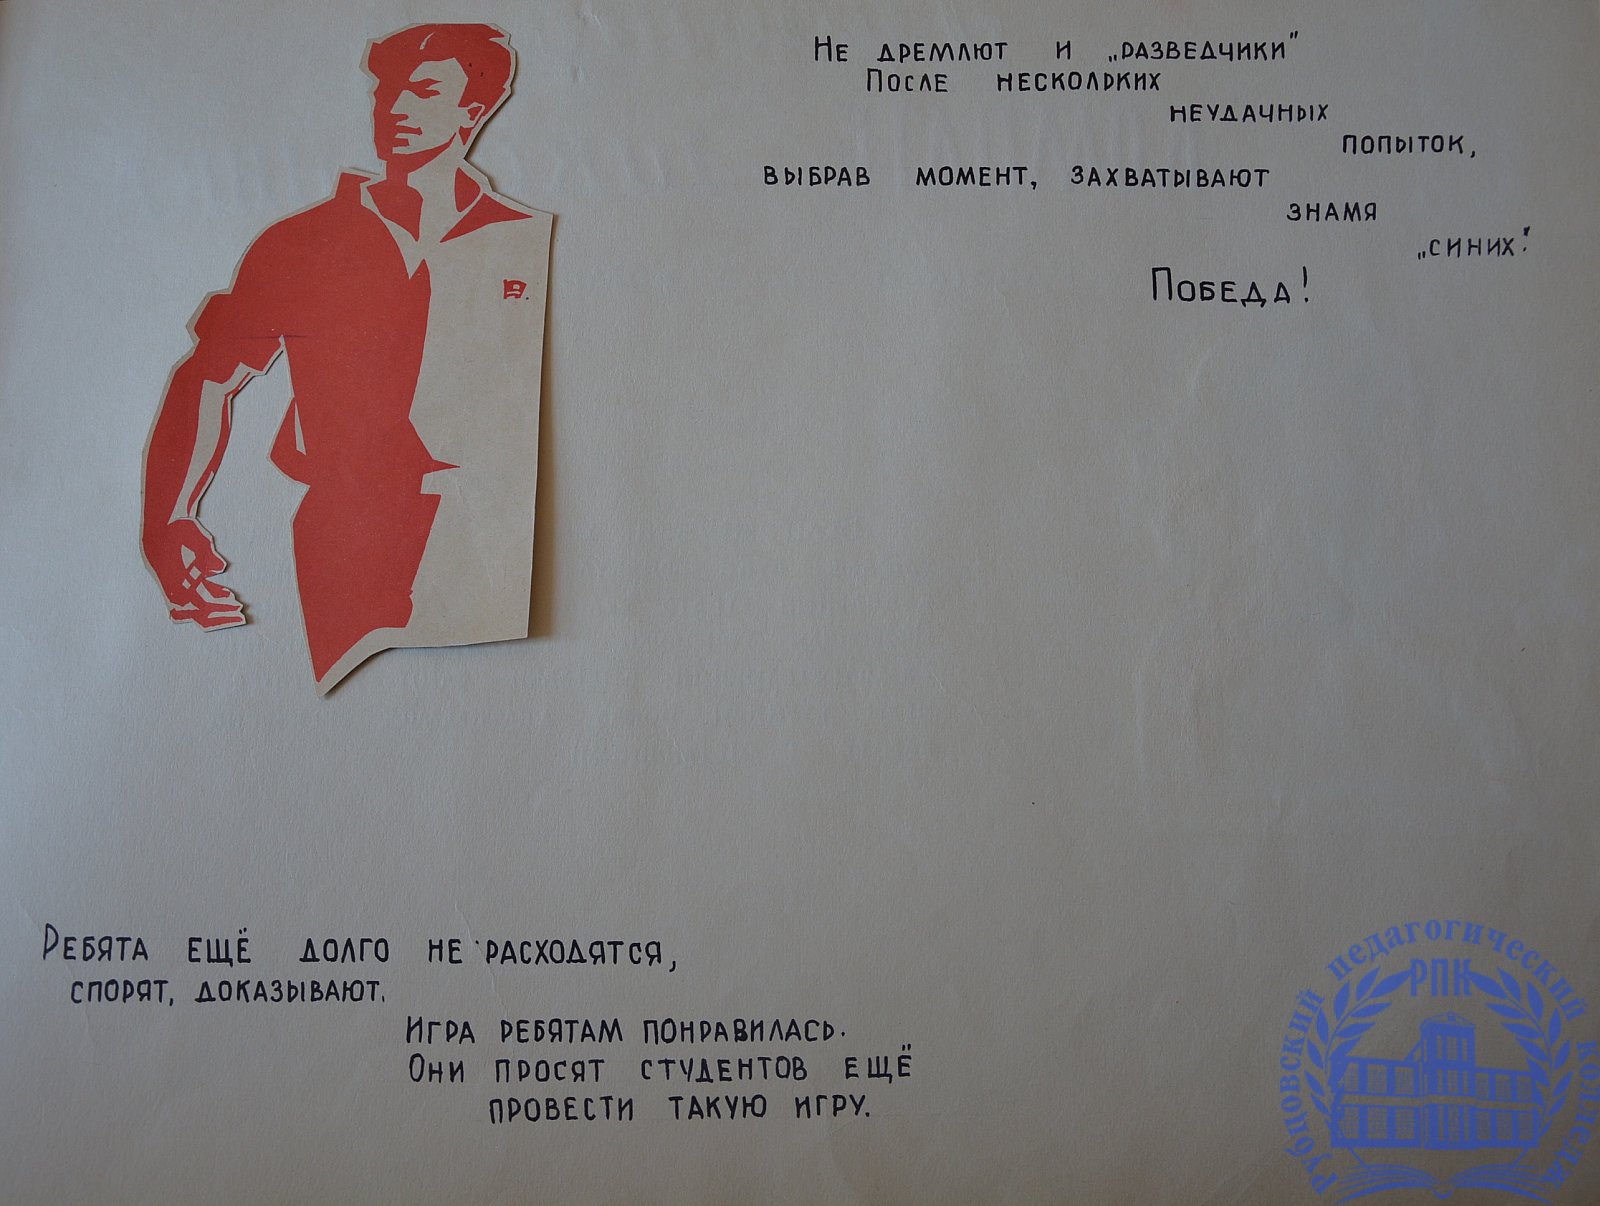 Не дремлют и „разведчики"
После нескольких
неудачных
попыток,
выбрав момент, захватывают
знамя
„синих".
Победа!
Ребята ещё долго не расходятся,
спорят, доказывают.
Игра ребятам понравилась.
Они просят студентов ещё
провести такую игру.
Рубцовский педагогический колледж
РПК